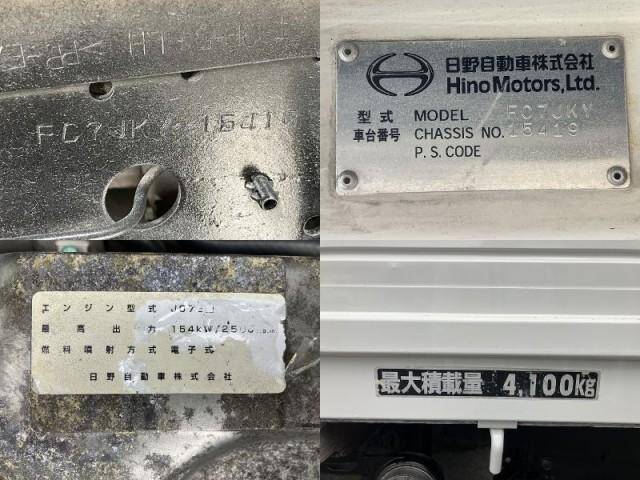 FC7JK 15419
日野自動車株式会社
Hino Motors, Ltd.
型式 MODEL FC7JKY
車台番号 CHASSIS NO. 15419
P.S. CODE
エンジン型式
最高出力 154kW/2500
燃料噴射方式 電子式
日野自動車株式会社
最大積載量 4,100kg